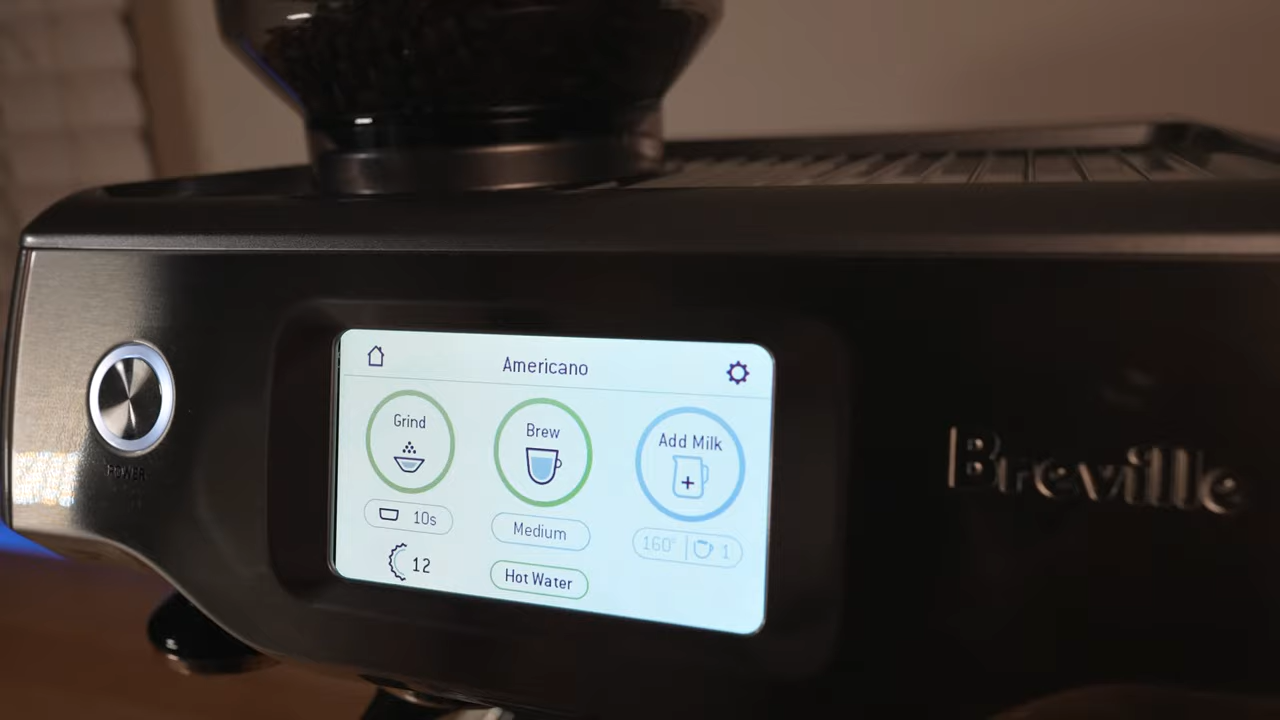 Americano
Grind
Brew
Add Milk
10s
Medium
160° 1
12
Hot Water
POWER
Breville